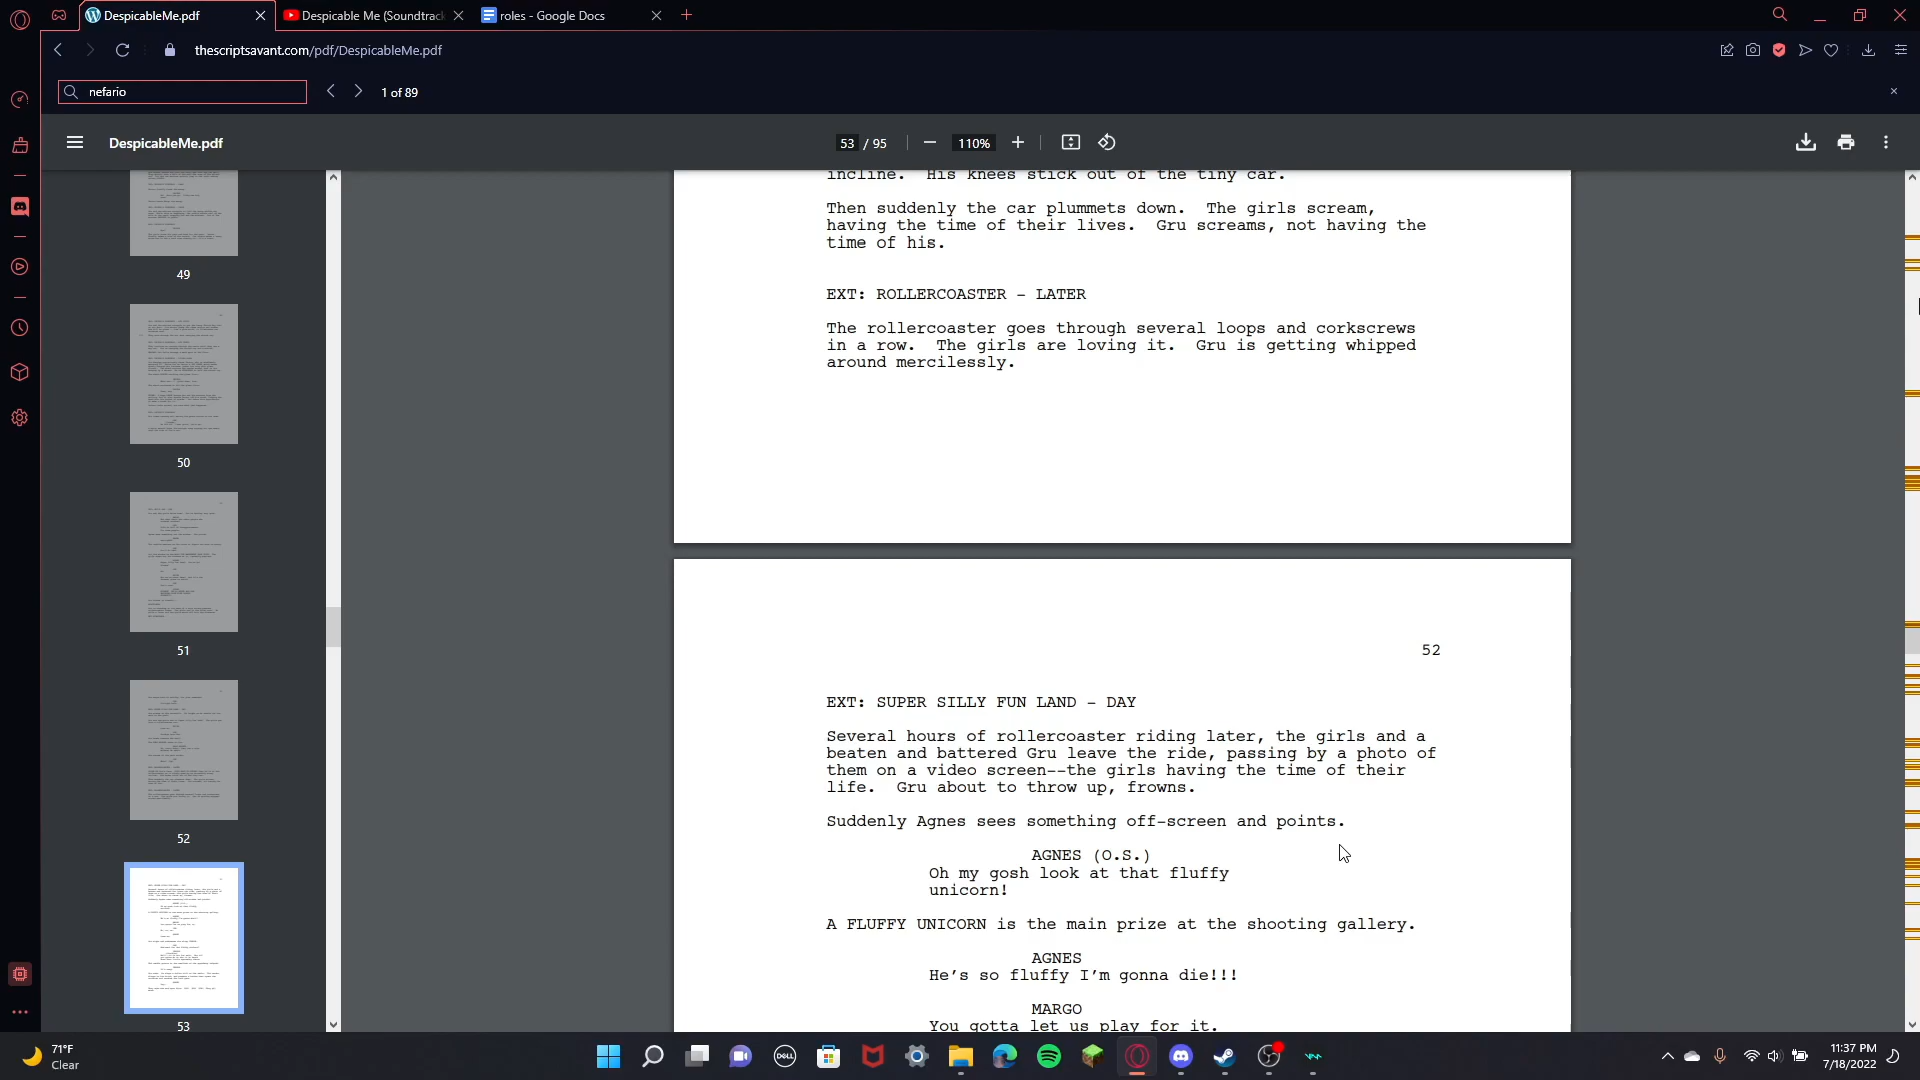 DespicableMe.pdf
Despicable Me (Soundtrac
roles - Google Docs
thescriptsavant.com/pdf/DespicableMe.pdf
nefario
1 of 89
DespicableMe.pdf
53 / 95
110%
49
50
51
52
53
incline.  His knees stick out of the tiny car.
Then suddenly the car plummets down.  The girls scream,
having the time of their lives.  Gru screams, not having the
time of his.
EXT: ROLLERCOASTER – LATER
The rollercoaster goes through several loops and corkscrews
in a row.  The girls are loving it.  Gru is getting whipped
around mercilessly.
52
EXT: SUPER SILLY FUN LAND – DAY
Several hours of rollercoaster riding later, the girls and a
beaten and battered Gru leave the ride, passing by a photo of
them on a video screen--the girls having the time of their
life.  Gru about to throw up, frowns.
Suddenly Agnes sees something off-screen and points.
AGNES (O.S.)
Oh my gosh look at that fluffy
unicorn!
A FLUFFY UNICORN is the main prize at the shooting gallery.
AGNES
He's so fluffy I'm gonna die!!!
MARGO
You gotta let us play for it.
71°F
Clear
DELL
11:37 PM
7/18/2022